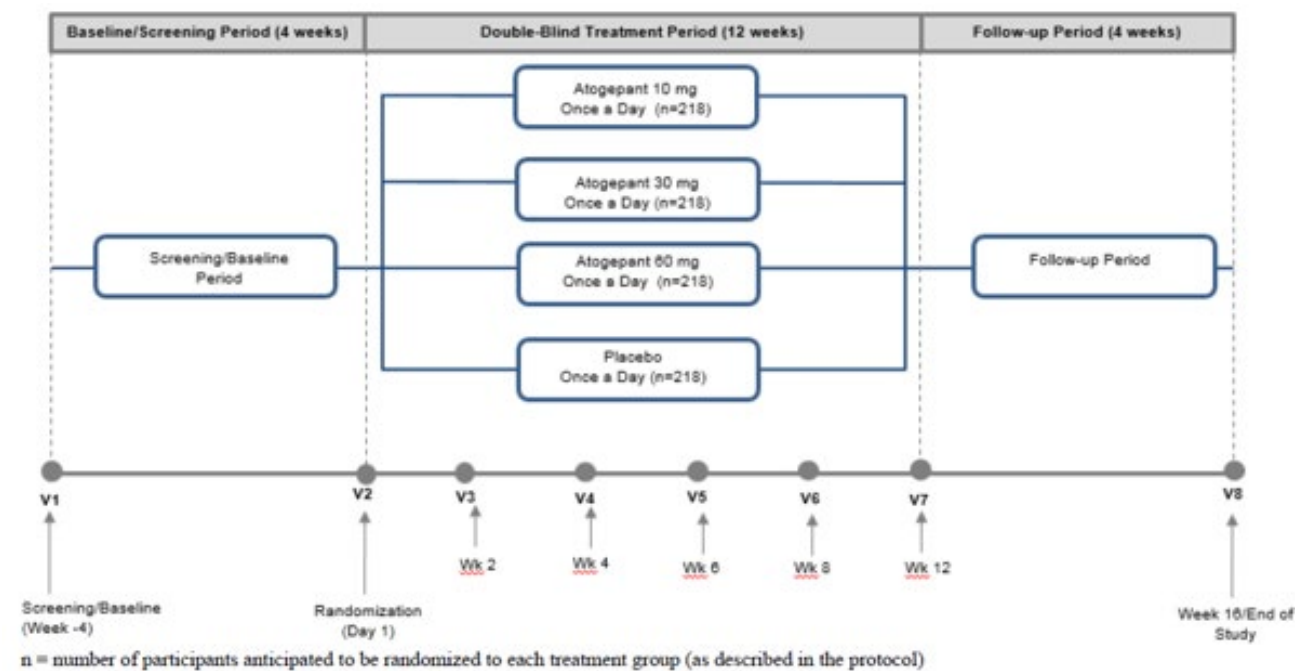 Baseline/Screening Period (4 weeks)
Double-Blind Treatment Period (12 weeks)
Follow-up Period (4 weeks)
Atogepant 10 mg
Once a Day (n=218)
Atogepant 30 mg
Once a Day (n=218)
Screening/Baseline
Period
Atogepant 60 mg
Once a Day (n=218)
Follow-up Period
Placebo
Once a Day (n=218)
V1
V2
V3
V4
V5
V6
V7
V8
Wk 2
Wk 4
Wk 6
Wk 8
Wk 12
Screening/Baseline
(Week -4)
Randomization
(Day 1)
Week 16/End of
Study
n = number of participants anticipated to be randomized to each treatment group (as described in the protocol)